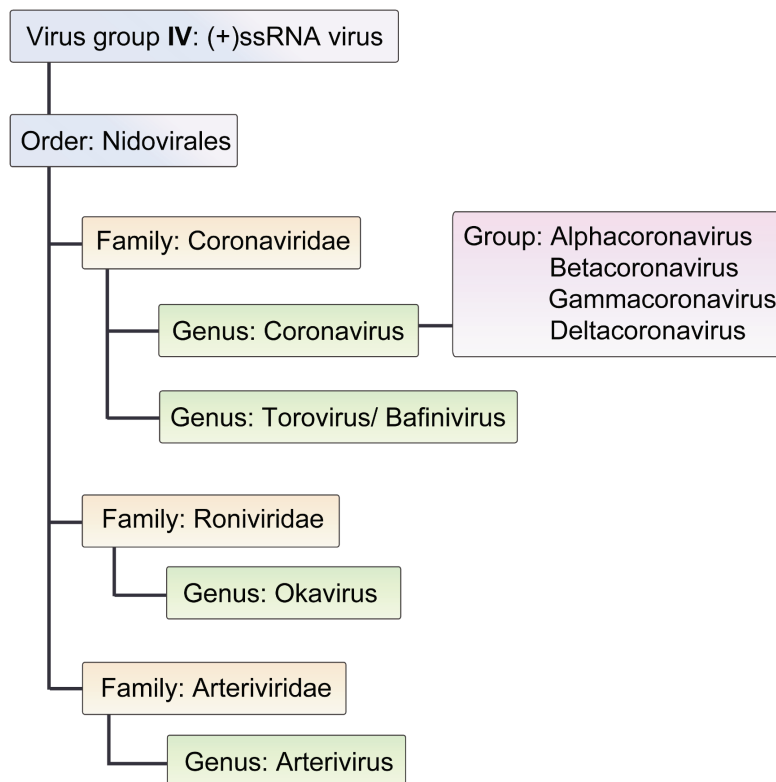 Virus group IV: (+)ssRNA virus
Order: Nidovirales
Family: Coronaviridae
Group: Alphacoronavirus
Betacoronavirus
Gammacoronavirus
Deltacoronavirus
Genus: Coronavirus
Genus: Torovirus/ Bafinivirus
Family: Roniviridae
Genus: Okavirus
Family: Arteriviridae
Genus: Arterivirus